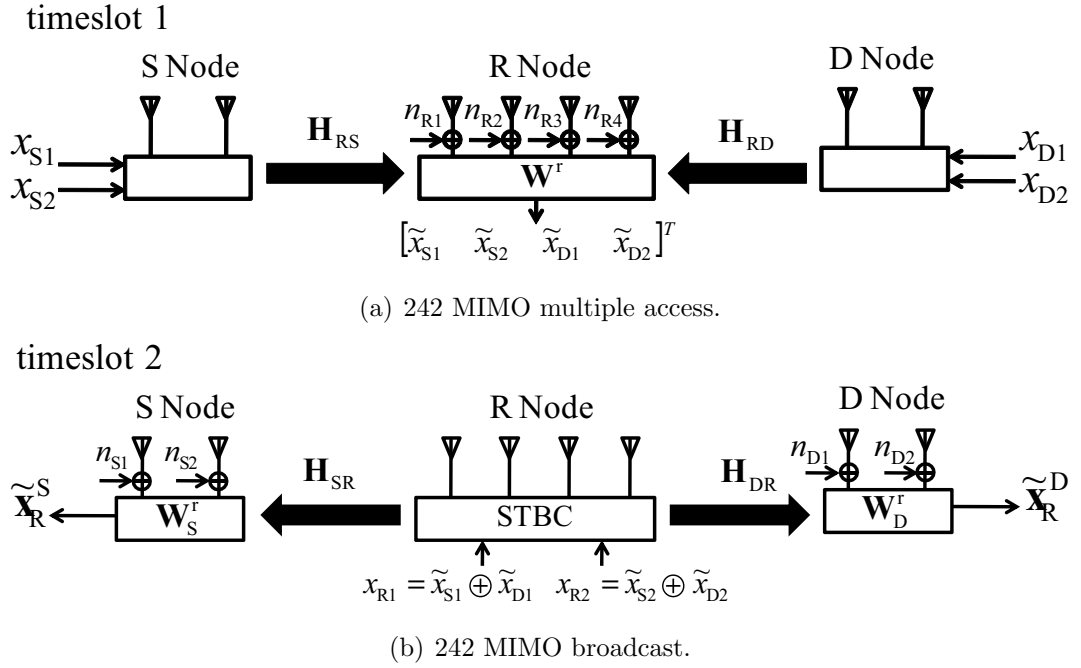 timeslot 1
S Node R Node D Node
n_R1 n_R2 n_R3 n_R4
H_RS H_RD
x_S1 x_D1
x_S2 W^r x_D2
[x̃_S1 x̃_S2 x̃_D1 x̃_D2]^T
(a) 242 MIMO multiple access.
timeslot 2
S Node R Node D Node
n_S1 n_S2 H_SR H_DR n_D1 n_D2
x̃_R^S W_S^r STBC W_D^r x̃_R^D
x_R1 = x̃_S1 ⊕ x̃_D1 x_R2 = x̃_S2 ⊕ x̃_D2
(b) 242 MIMO broadcast.